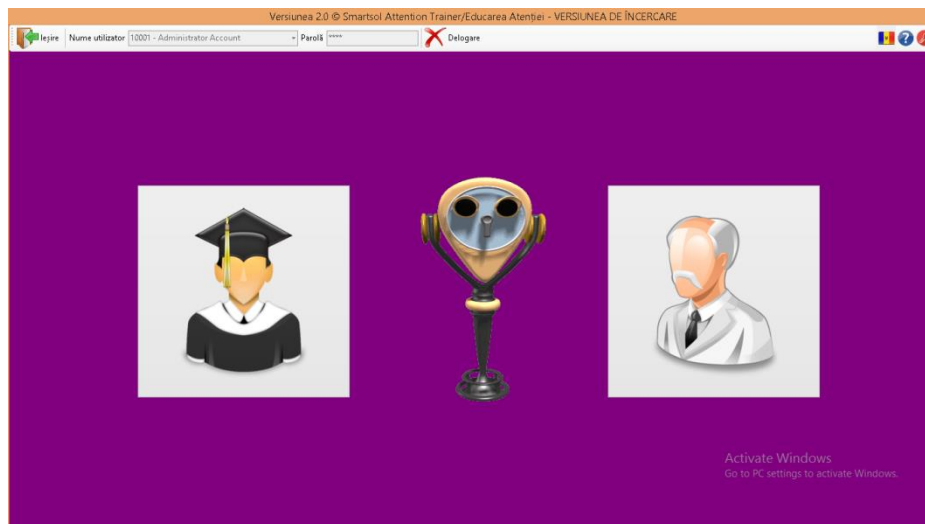 Versiunea 2.0 © Smartsol Attention Trainer/Educarea Atenției - VERSIUNEA DE ÎNCERCARE
Ieșire Nume utilizator 10001 - Administrator Account Parolă **** Delogare
Activate Windows
Go to PC settings to activate Windows.